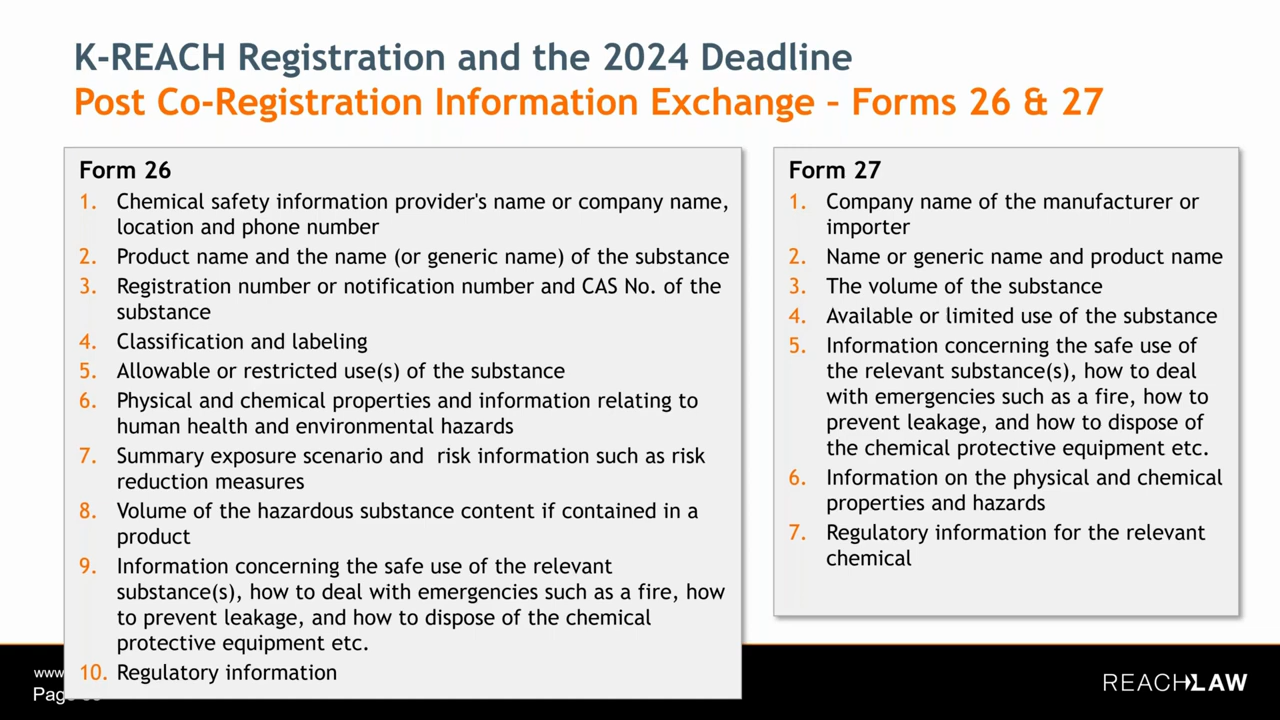 K-REACH Registration and the 2024 Deadline
Post Co-Registration Information Exchange – Forms 26 & 27
Form 26
1. Chemical safety information provider's name or company name,
location and phone number
2. Product name and the name (or generic name) of the substance
3. Registration number or notification number and CAS No. of the
substance
4. Classification and labeling
5. Allowable or restricted use(s) of the substance
6. Physical and chemical properties and information relating to
human health and environmental hazards
7. Summary exposure scenario and risk information such as risk
reduction measures
8. Volume of the hazardous substance content if contained in a
product
9. Information concerning the safe use of the relevant
substance(s), how to deal with emergencies such as a fire, how
to prevent leakage, and how to dispose of the chemical
protective equipment etc.
10. Regulatory information
Form 27
1. Company name of the manufacturer or
importer
2. Name or generic name and product name
3. The volume of the substance
4. Available or limited use of the substance
5. Information concerning the safe use of
the relevant substance(s), how to deal
with emergencies such as a fire, how to
prevent leakage, and how to dispose of
the chemical protective equipment etc.
6. Information on the physical and chemical
properties and hazards
7. Regulatory information for the relevant
chemical
www
REACHLAW